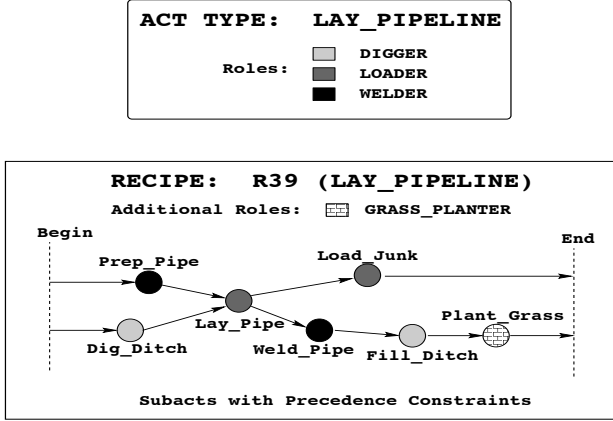 ACT TYPE: LAY_PIPELINE
Roles:
DIGGER
LOADER
WELDER
RECIPE: R39 (LAY_PIPELINE)
Additional Roles: GRASS_PLANTER
Begin
End
Prep_Pipe
Load_Junk
Lay_Pipe
Plant_Grass
Dig_Ditch
Weld_Pipe
Fill_Ditch
Subacts with Precedence Constraints